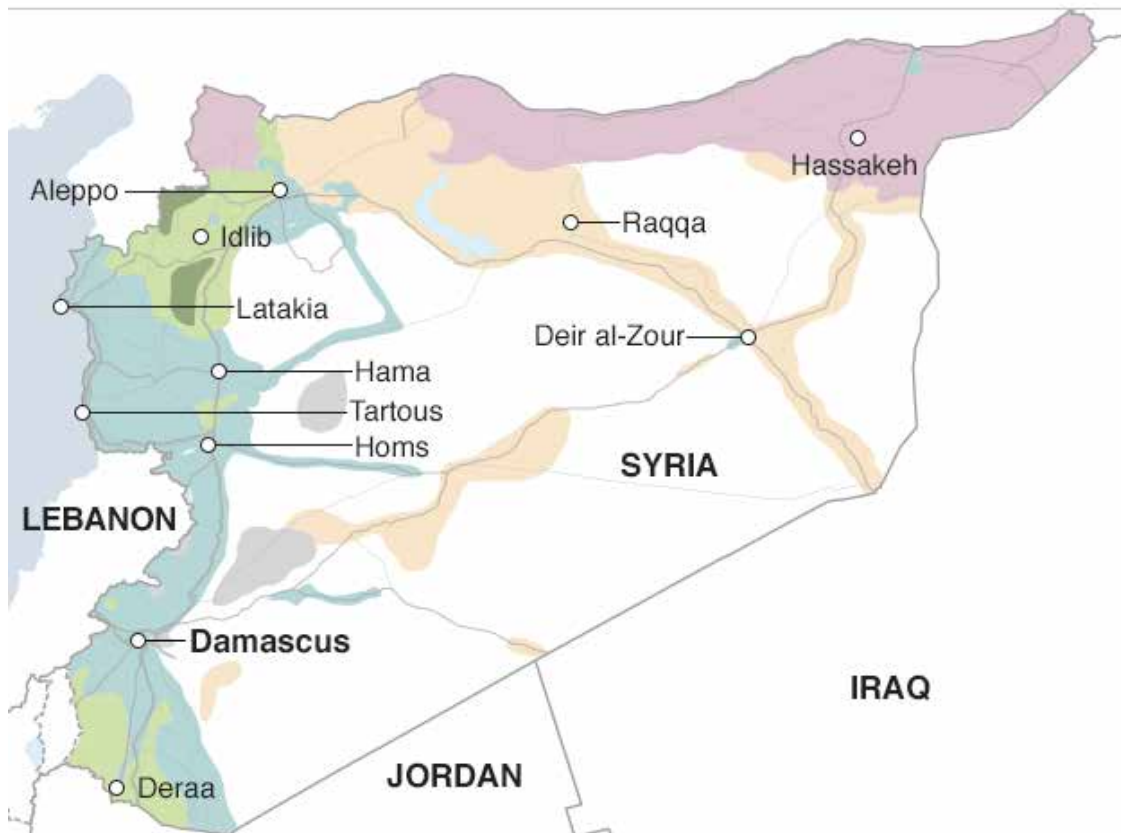 Hassakeh
Aleppo
Raqqa
Idlib
Latakia
Deir al-Zour
Hama
Tartous
Homs
SYRIA
LEBANON
Damascus
IRAQ
JORDAN
Deraa